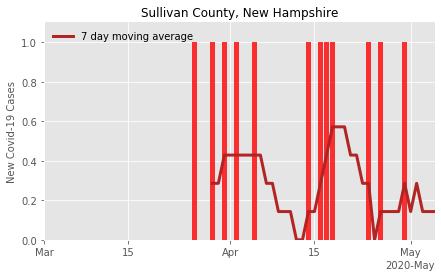 Sullivan County, New Hampshire
7 day moving average
New Covid-19 Cases
1.0
0.8
0.6
0.4
0.2
0.0
Mar 15 Apr 15 May
2020-May